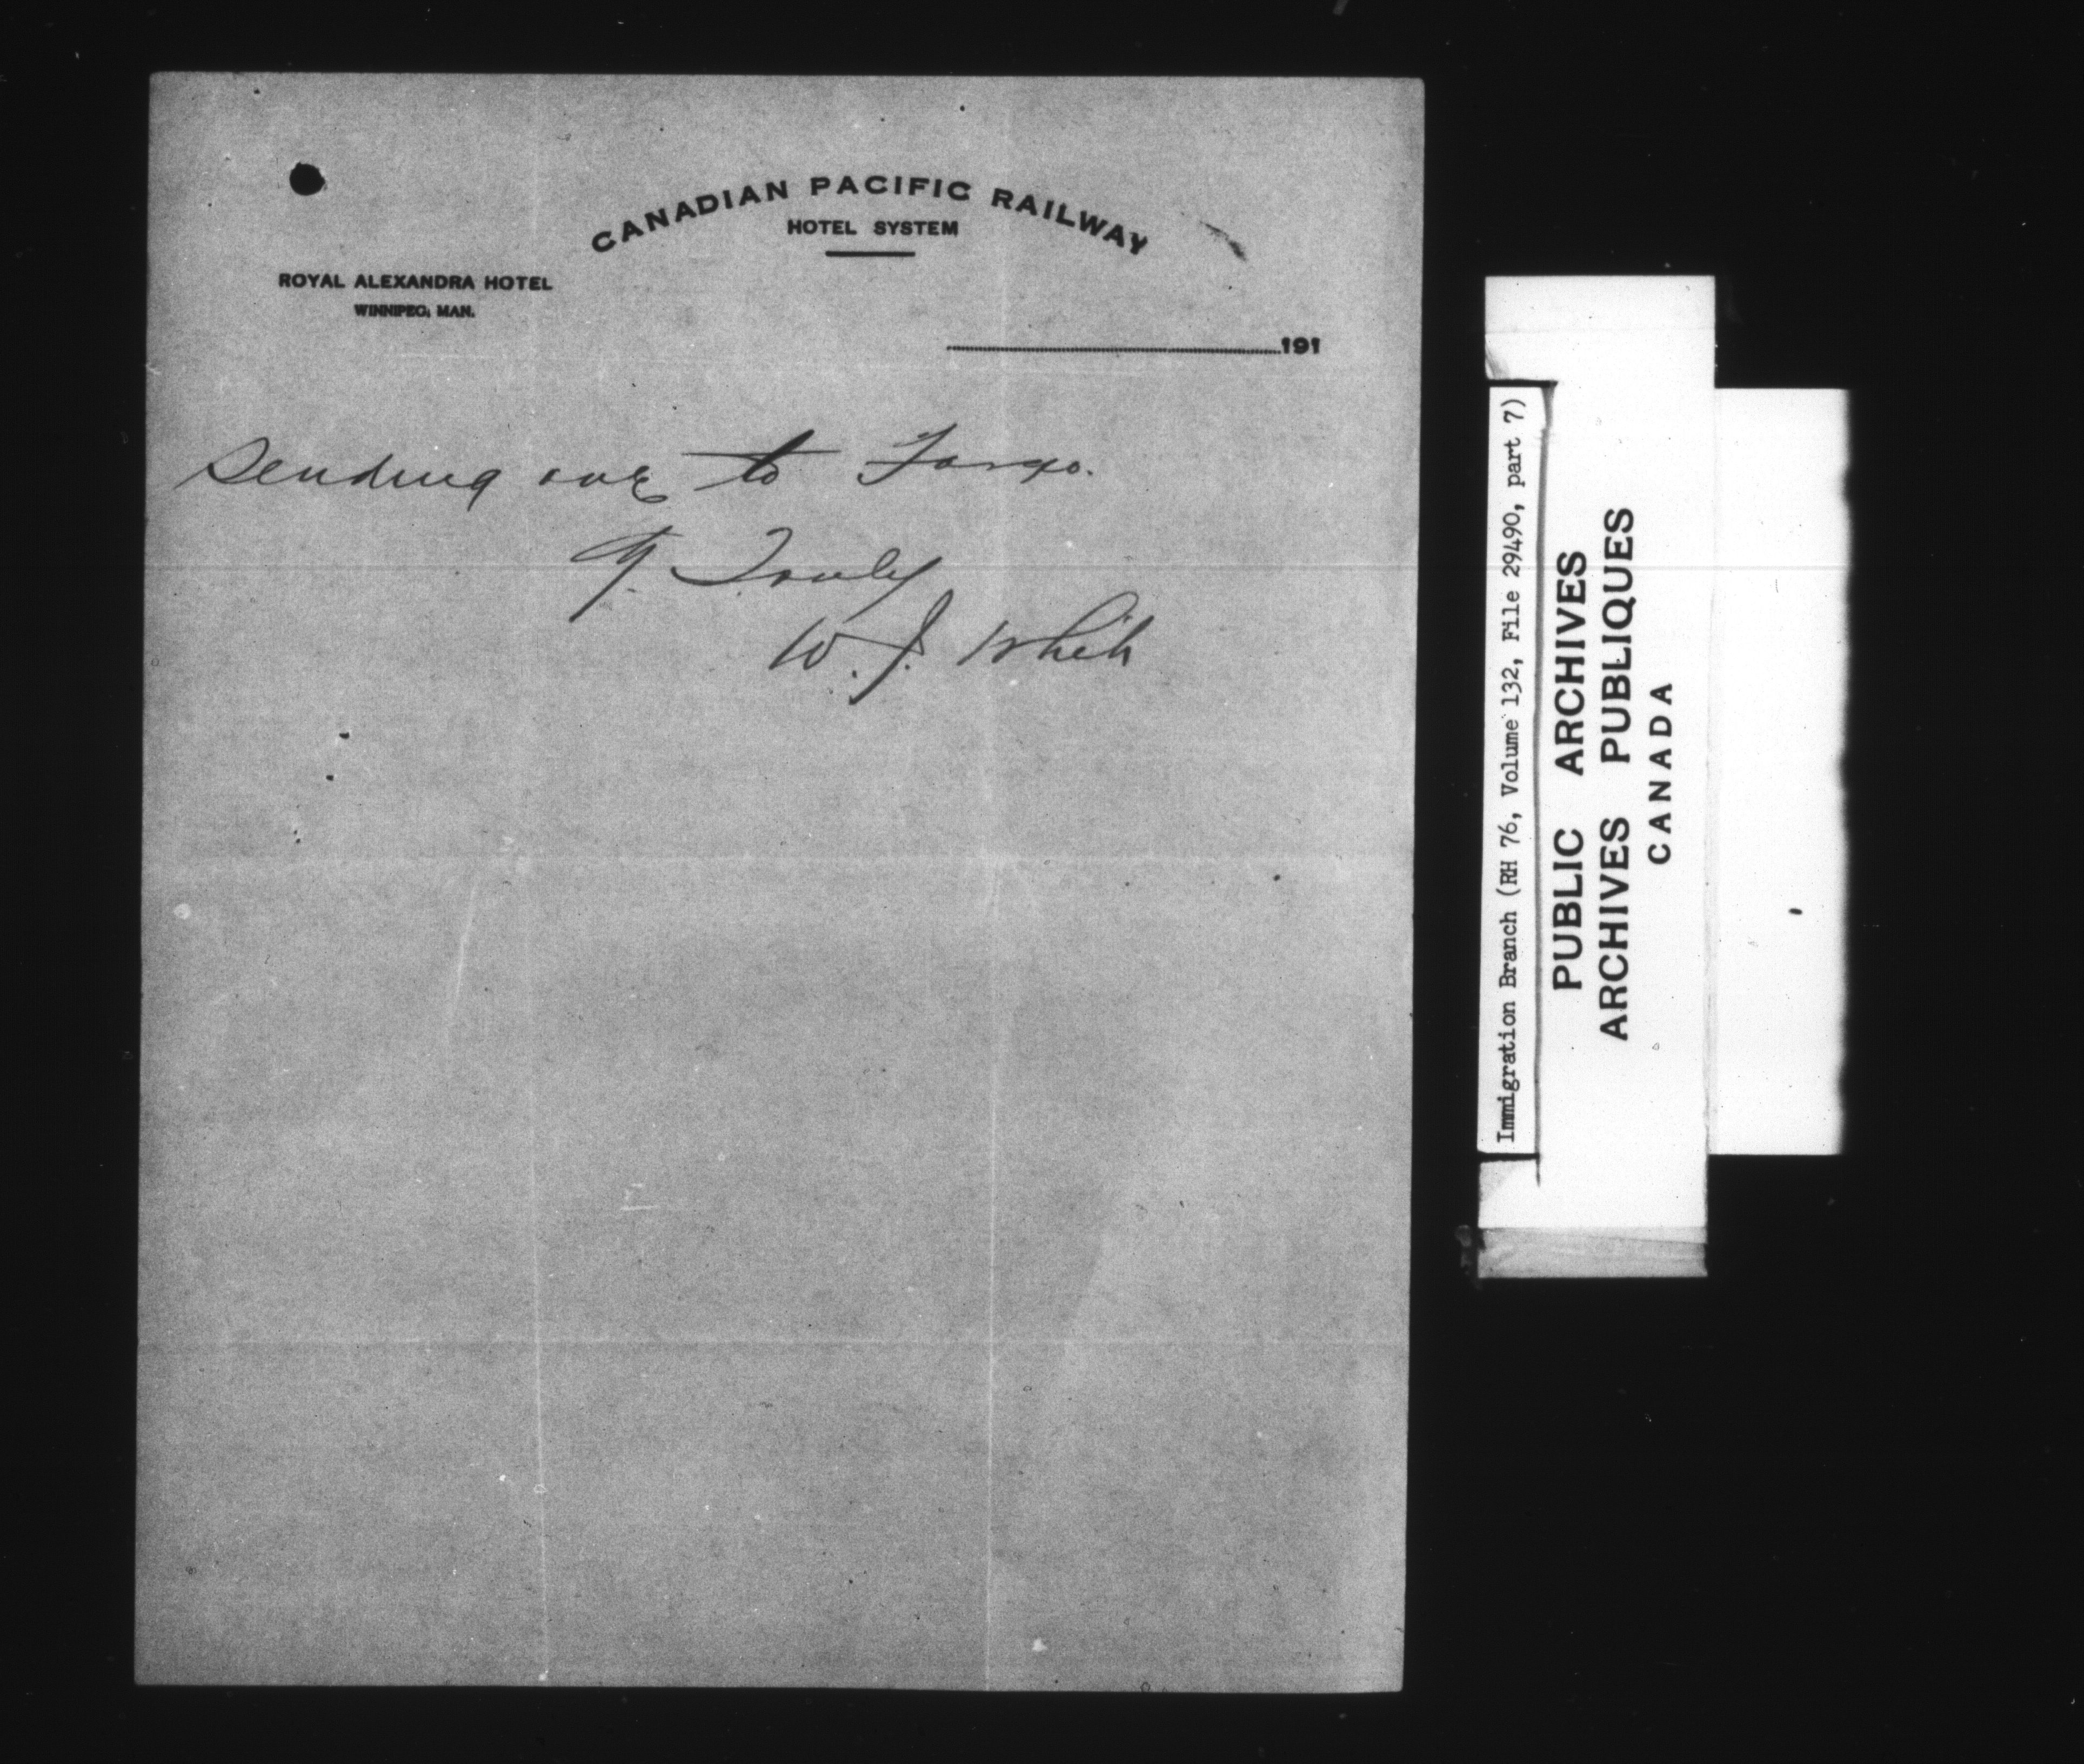 CANADIAN PACIFIC RAILWAY
HOTEL SYSTEM
ROYAL ALEXANDRA HOTEL
WINNIPEG, MAN.
191
sending one to Fargo.
Y. Truly
W. J. White
Immigration Branch (RH 76, Volume 132, File 29490, part 7)
PUBLIC ARCHIVES
ARCHIVES PUBLIQUES
CANADA